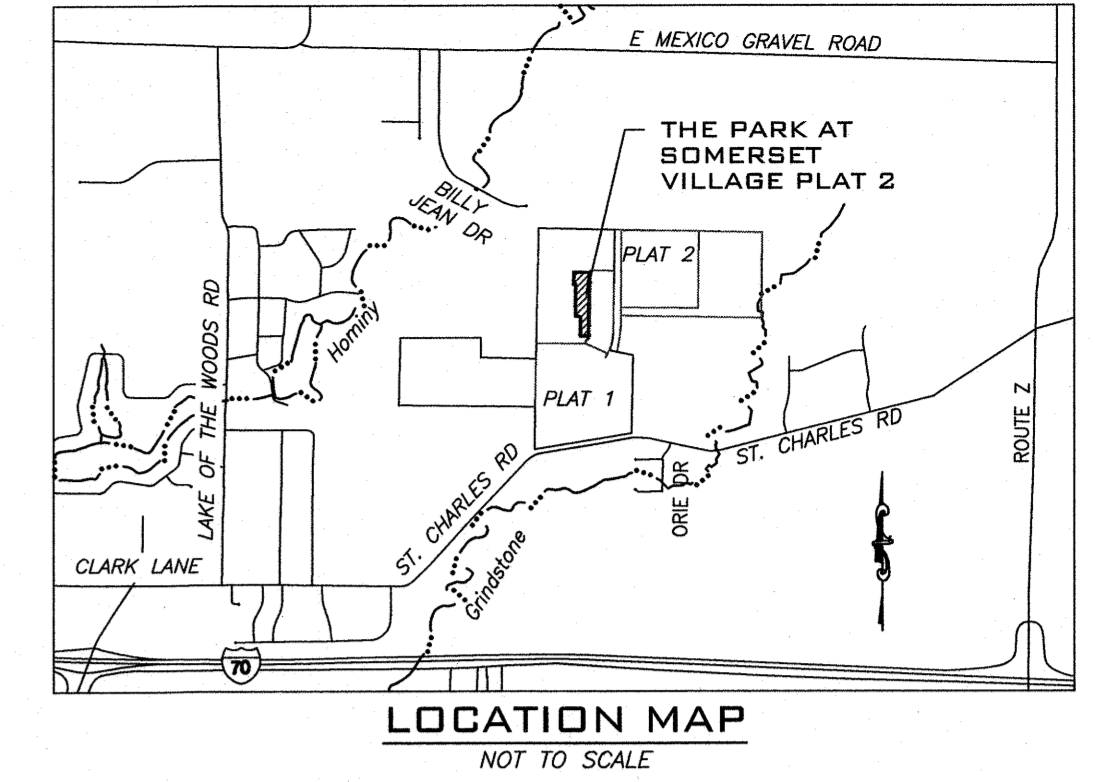 E MEXICO GRAVEL ROAD
THE PARK AT
SOMERSET
VILLAGE PLAT 2
BILLY
JEAN DR
PLAT 2
LAKE OF THE WOODS RD
Hominy
PLAT 1
ROUTE Z
ST. CHARLES RD
ST. CHARLES RD
ORIE DR
Grindstone
CLARK LANE
70
LOCATION MAP
NOT TO SCALE